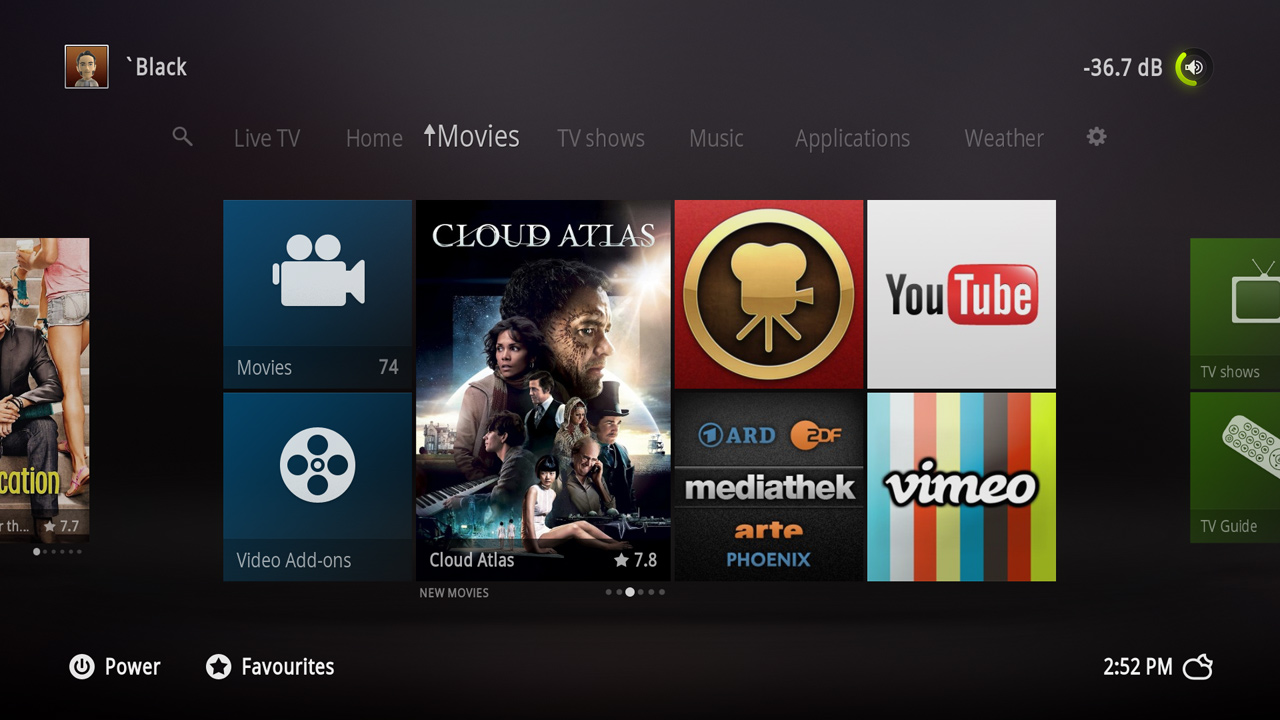 `Black
-36.7 dB
Live TV
Home
Movies
TV shows
Music
Applications
Weather
CLOUD ATLAS
You Tube
Movies 74
TV shows
ARD ZDF
mediathek
arte
PHOENIX
vimeo
cation
r th... 7.7
Video Add-ons
Cloud Atlas 7.8
TV Guide
NEW MOVIES
Power
Favourites
2:52 PM